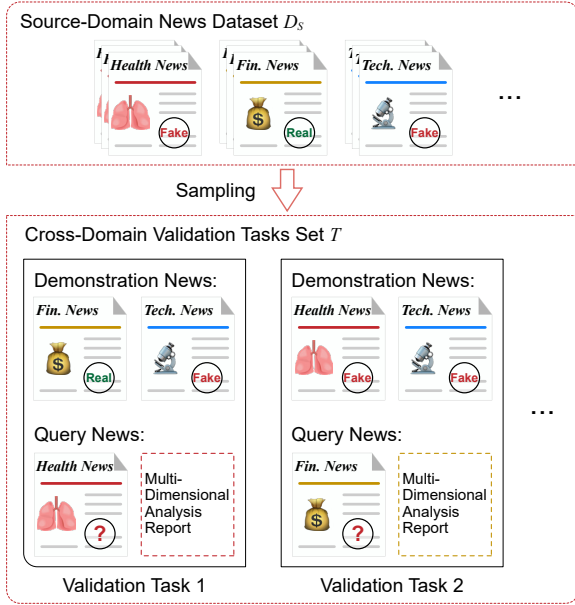 Source-Domain News Dataset D_S
Health News
Fake
Fin. News
$
Real
Tech. News
Fake
...
Sampling
Cross-Domain Validation Tasks Set T
Demonstration News:
Fin. News
$
Real
Tech. News
Fake
Query News:
Health News
?
Multi-
Dimensional
Analysis
Report
Validation Task 1
Demonstration News:
Health News
Fake
Tech. News
Fake
Query News:
Fin. News
$
?
Multi-
Dimensional
Analysis
Report
Validation Task 2
...